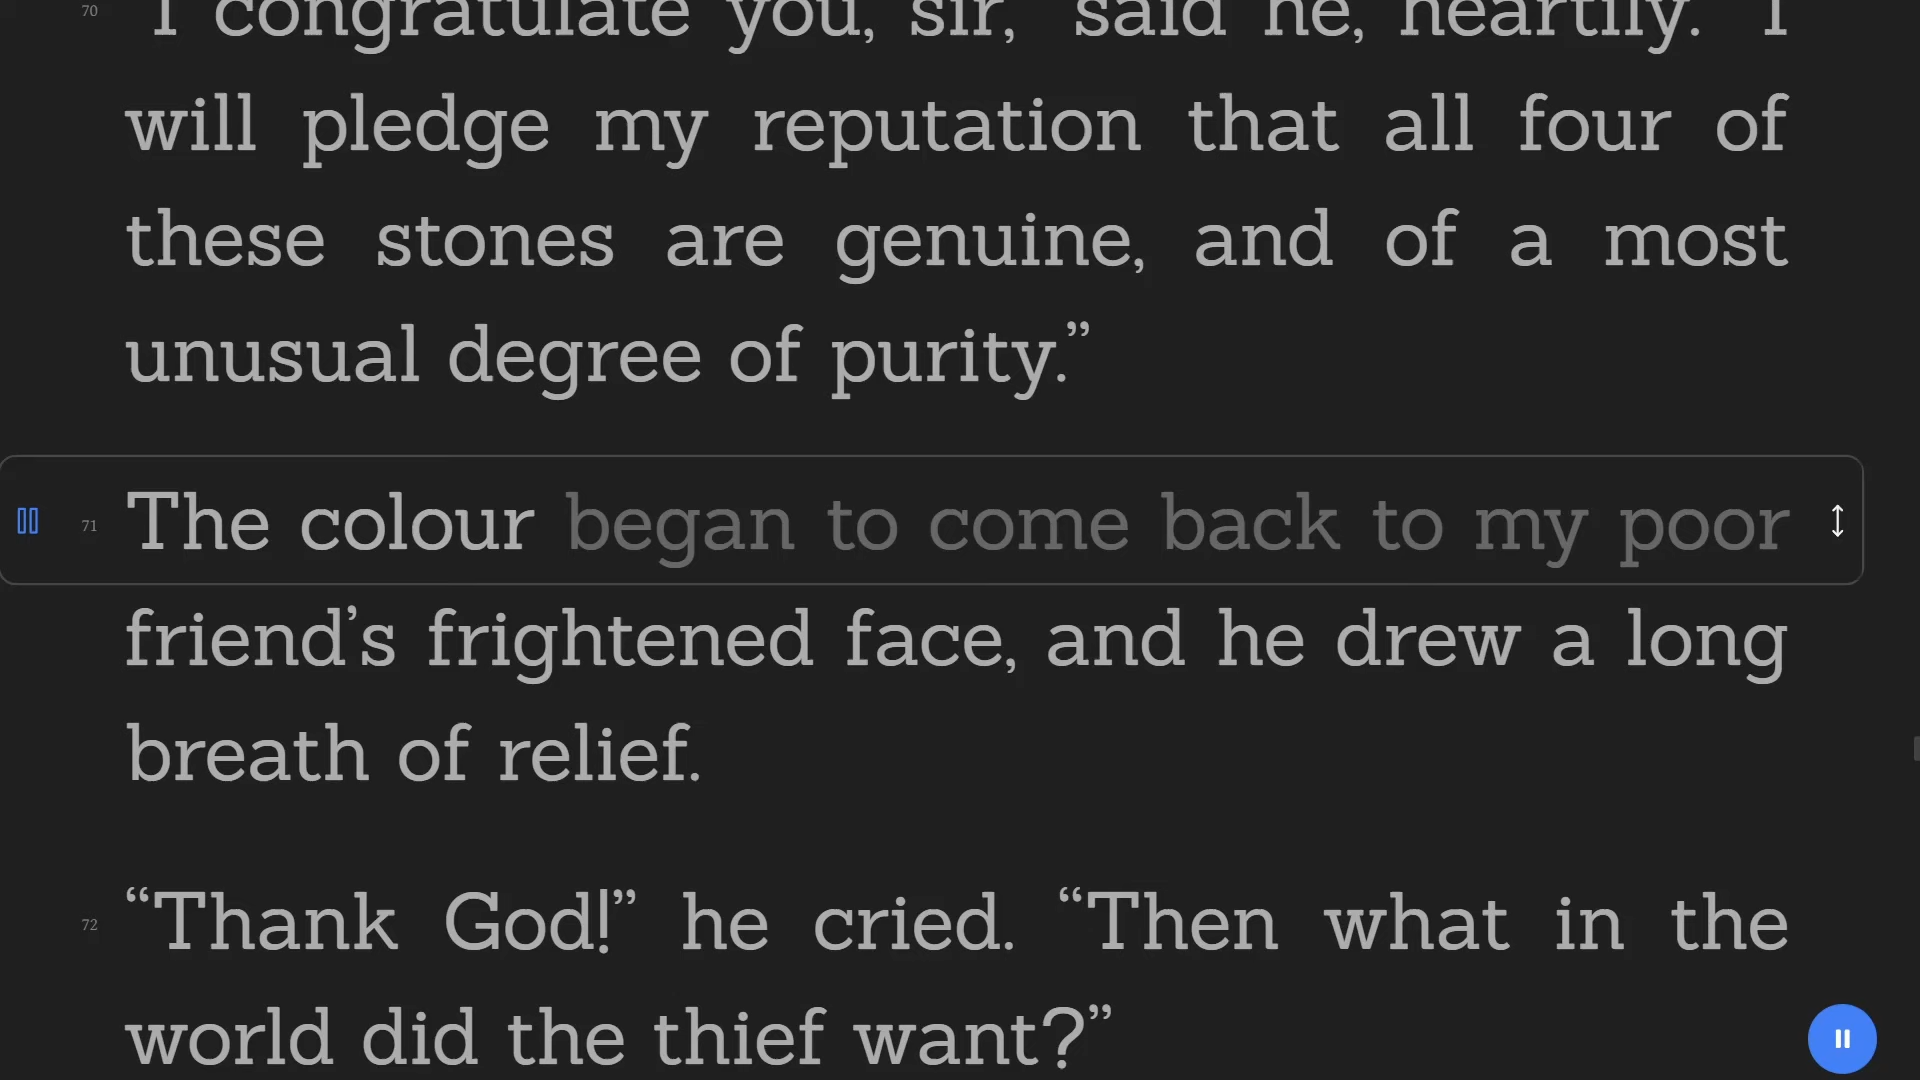 70
“I congratulate you, sir,” said he, heartily. “I
will pledge my reputation that all four of
these stones are genuine, and of a most
unusual degree of purity.”
71
The colour began to come back to my poor
friend’s frightened face, and he drew a long
breath of relief.
72
“Thank God!” he cried. “Then what in the
world did the thief want?”